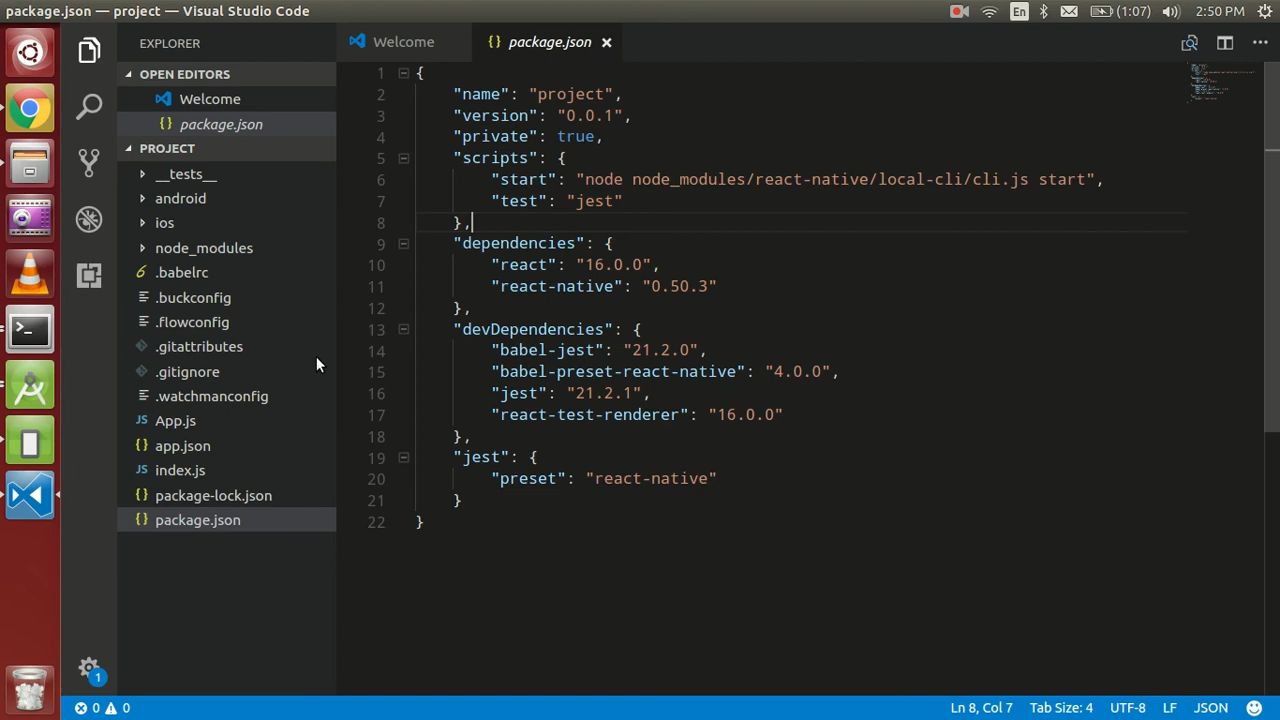 package.json — project — Visual Studio Code
En
(1:07)
2:50 PM
EXPLORER
OPEN EDITORS
Welcome
{} package.json
PROJECT
__tests__
android
ios
node_modules
.babelrc
.buckconfig
.flowconfig
.gitattributes
.gitignore
.watchmanconfig
JS App.js
{} app.json
JS index.js
{} package-lock.json
{} package.json
1
Welcome
{} package.json
1 {
2 "name": "project",
3 "version": "0.0.1",
4 "private": true,
5 "scripts": {
6 "start": "node node_modules/react-native/local-cli/cli.js start",
7 "test": "jest"
8 },
9 "dependencies": {
10 "react": "16.0.0",
11 "react-native": "0.50.3"
12 },
13 "devDependencies": {
14 "babel-jest": "21.2.0",
15 "babel-preset-react-native": "4.0.0",
16 "jest": "21.2.1",
17 "react-test-renderer": "16.0.0"
18 },
19 "jest": {
20 "preset": "react-native"
21 }
22 }
0 0
Ln 8, Col 7 Tab Size: 4 UTF-8 LF JSON